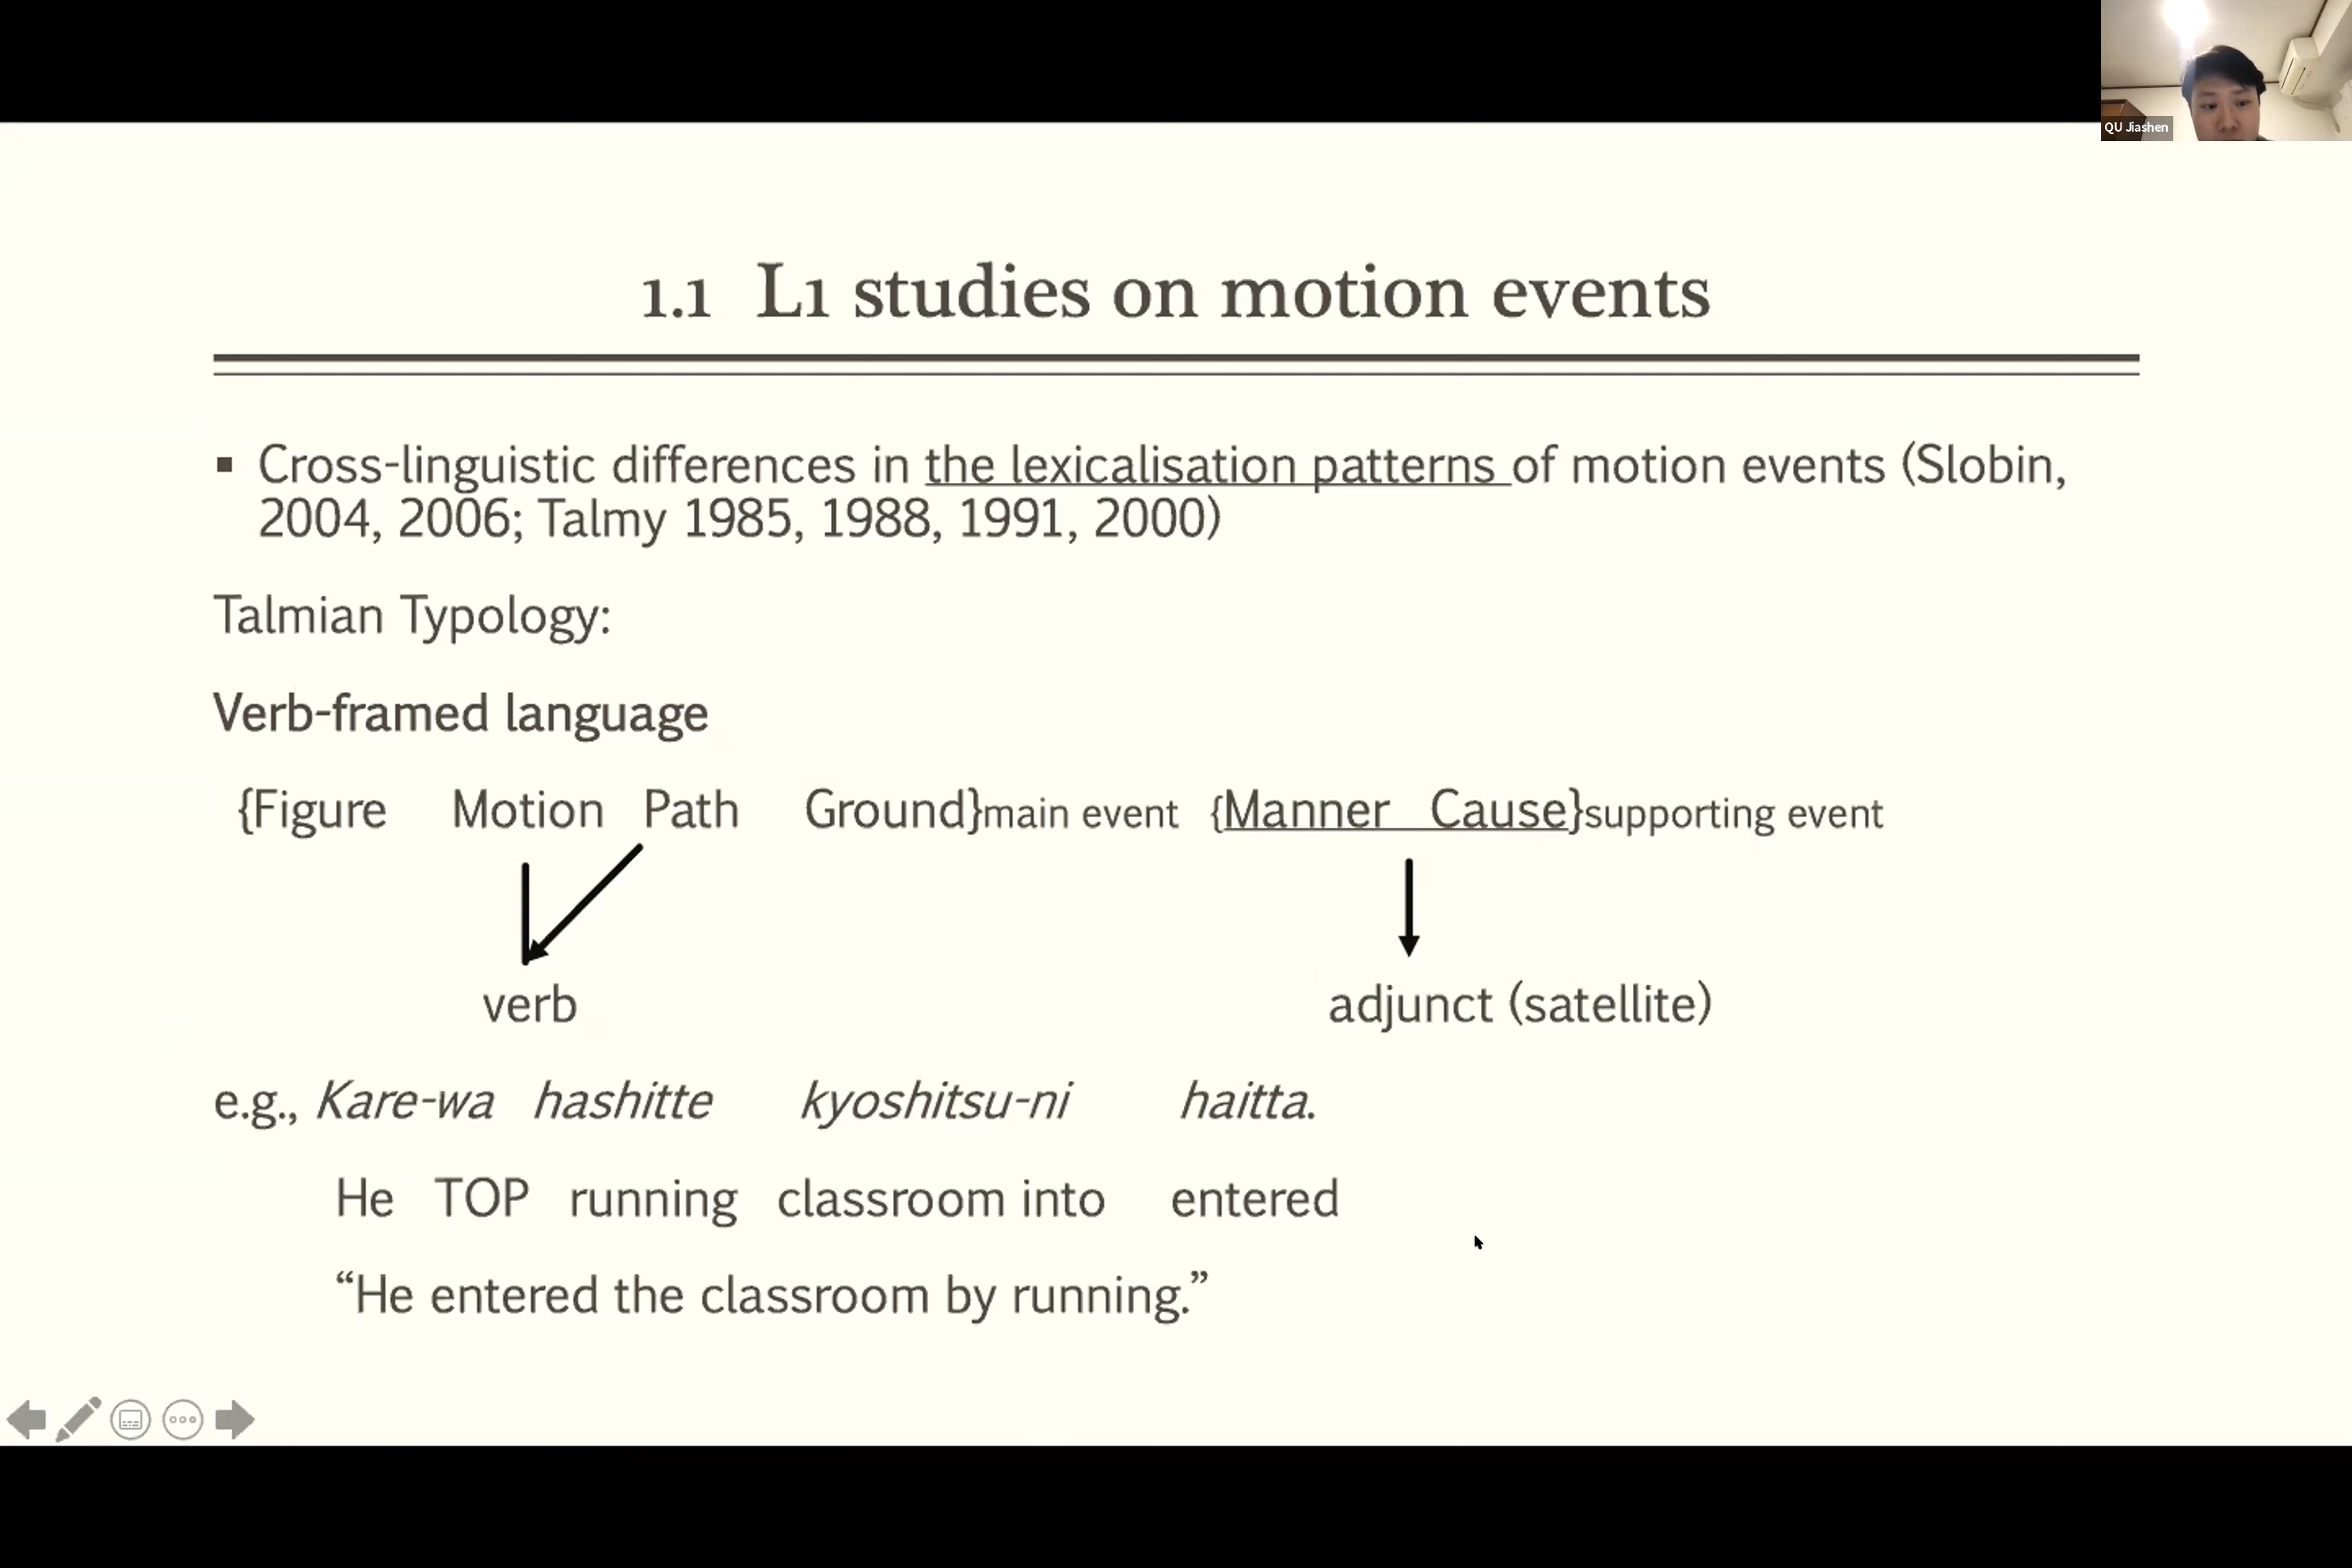 QU Jiashen
1.1 L1 studies on motion events
▪ Cross-linguistic differences in the lexicalisation patterns of motion events (Slobin,
2004, 2006; Talmy 1985, 1988, 1991, 2000)
Talmian Typology:
Verb-framed language
{Figure Motion Path Ground}main event {Manner Cause}supporting event
verb adjunct (satellite)
e.g., Kare-wa hashitte kyoshitsu-ni haitta.
He TOP running classroom into entered
“He entered the classroom by running.”